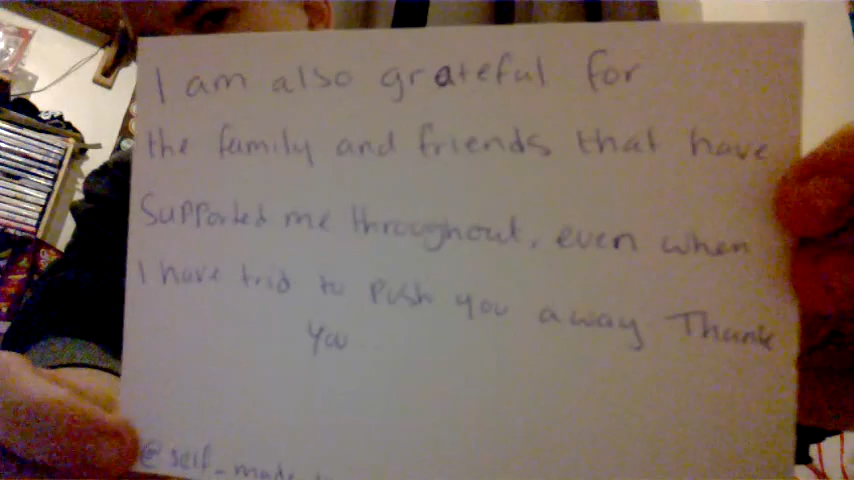 I am also grateful for
the family and friends that have
Supported me throughout, even when
I have trid to push you away Thank
You
@self_made